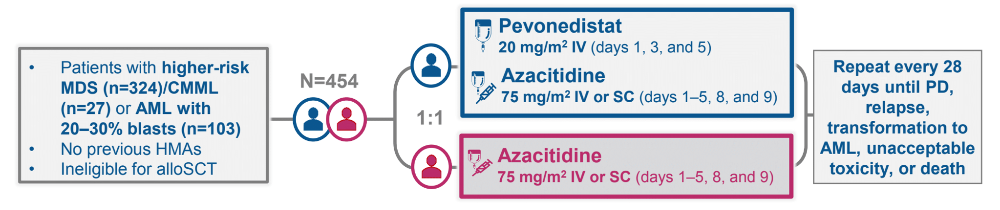 • Patients with higher-risk
MDS (n=324)/CMML
(n=27) or AML with
20–30% blasts (n=103)
• No previous HMAs
• Ineligible for alloSCT
N=454
1:1
Pevonedistat
20 mg/m² IV (days 1, 3, and 5)
Azacitidine
75 mg/m² IV or SC (days 1–5, 8, and 9)
Azacitidine
75 mg/m² IV or SC (days 1–5, 8, and 9)
Repeat every 28
days until PD,
relapse,
transformation to
AML, unacceptable
toxicity, or death